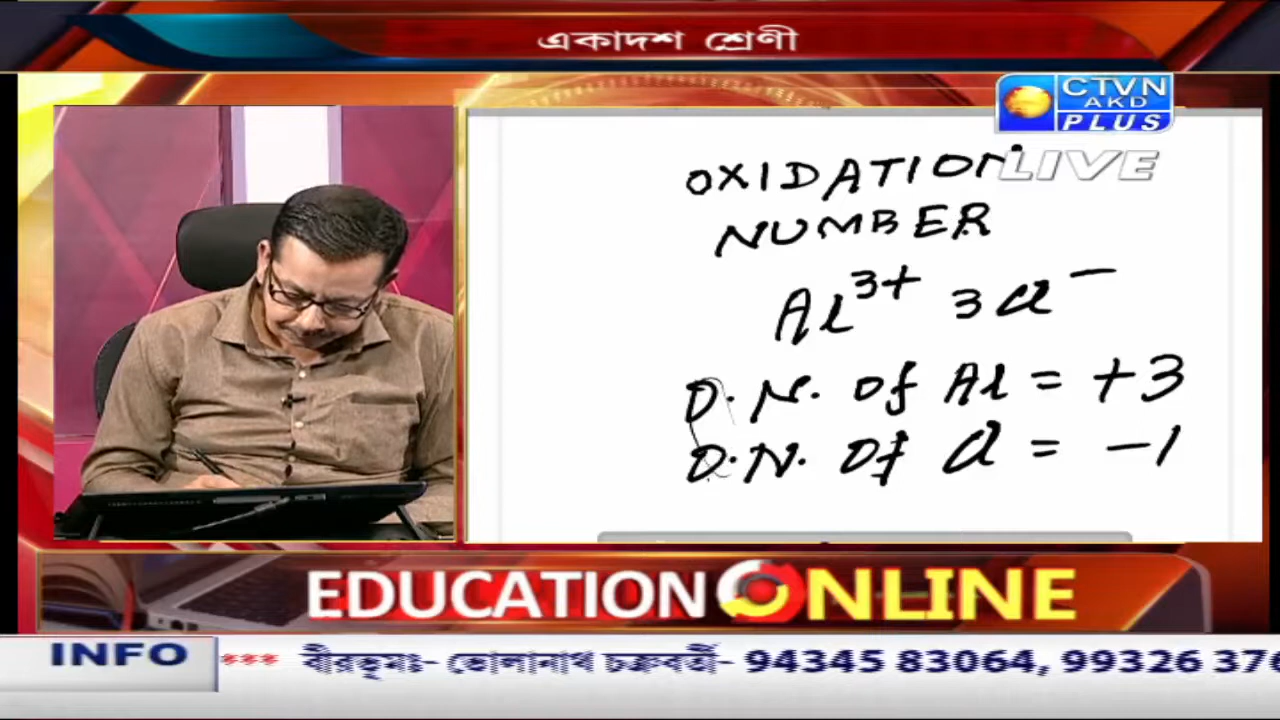 একাদশ শ্রেণী
CTVN
AKD
PLUS
LIVE
OXIDATION
NUMBER
Al³⁺ 3Cl⁻
O.N. of Al = +3
O.N. of Cl = -1
EDUCATION ONLINE
INFO *** বীরভূমঃ- ভোলানাথ চক্রবর্তী- 94345 83064, 99326 376